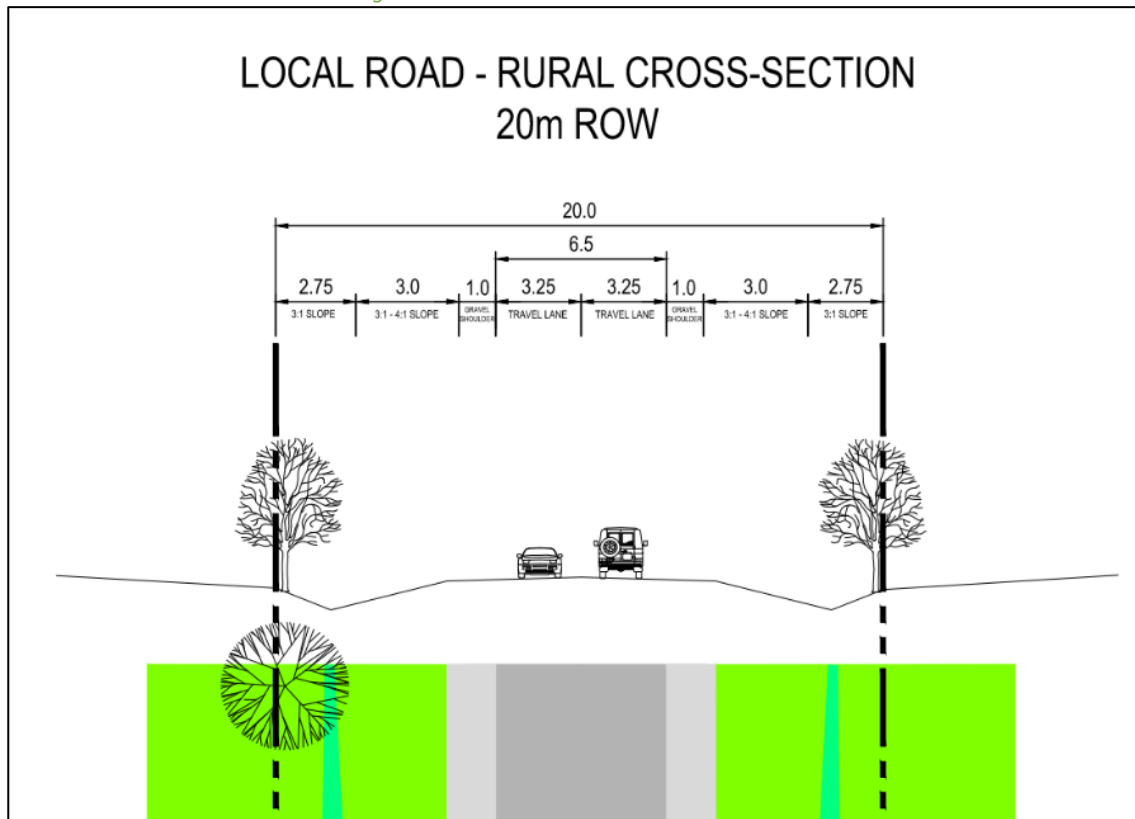 LOCAL ROAD - RURAL CROSS-SECTION
20m ROW
20.0
6.5
2.75 3.0 1.0 3.25 3.25 1.0 3.0 2.75
3:1 SLOPE 3:1 - 4:1 SLOPE GRAVEL SHOULDER TRAVEL LANE TRAVEL LANE GRAVEL SHOULDER 3:1 - 4:1 SLOPE 3:1 SLOPE